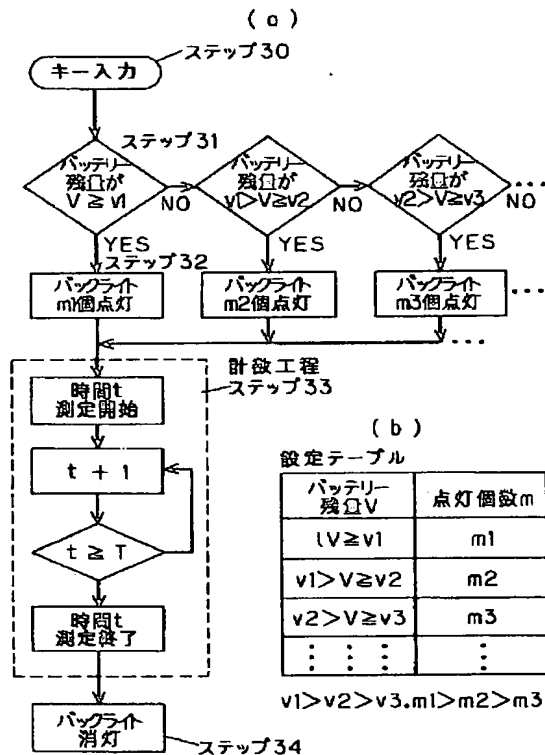 (a)
ステップ30
キー入力
ステップ31
バッテリー
残量が
V ≧ v1
バッテリー
残量が
v1>V≧v2
バッテリー
残量が
v2>V≧v3
NO
NO
NO
YES
YES
YES
ステップ32
バックライト
m1個点灯
バックライト
m2個点灯
バックライト
m3個点灯
計数工程
ステップ33
時間t
測定開始
t + 1
t ≧ T
時間t
測定終了
バックライト
消灯
ステップ34
(b)
設定テーブル
バッテリー
残量V
点灯個数m
V≧v1
m1
v1>V≧v2
m2
v2>V≧v3
m3
v1>v2>v3.m1>m2>m3